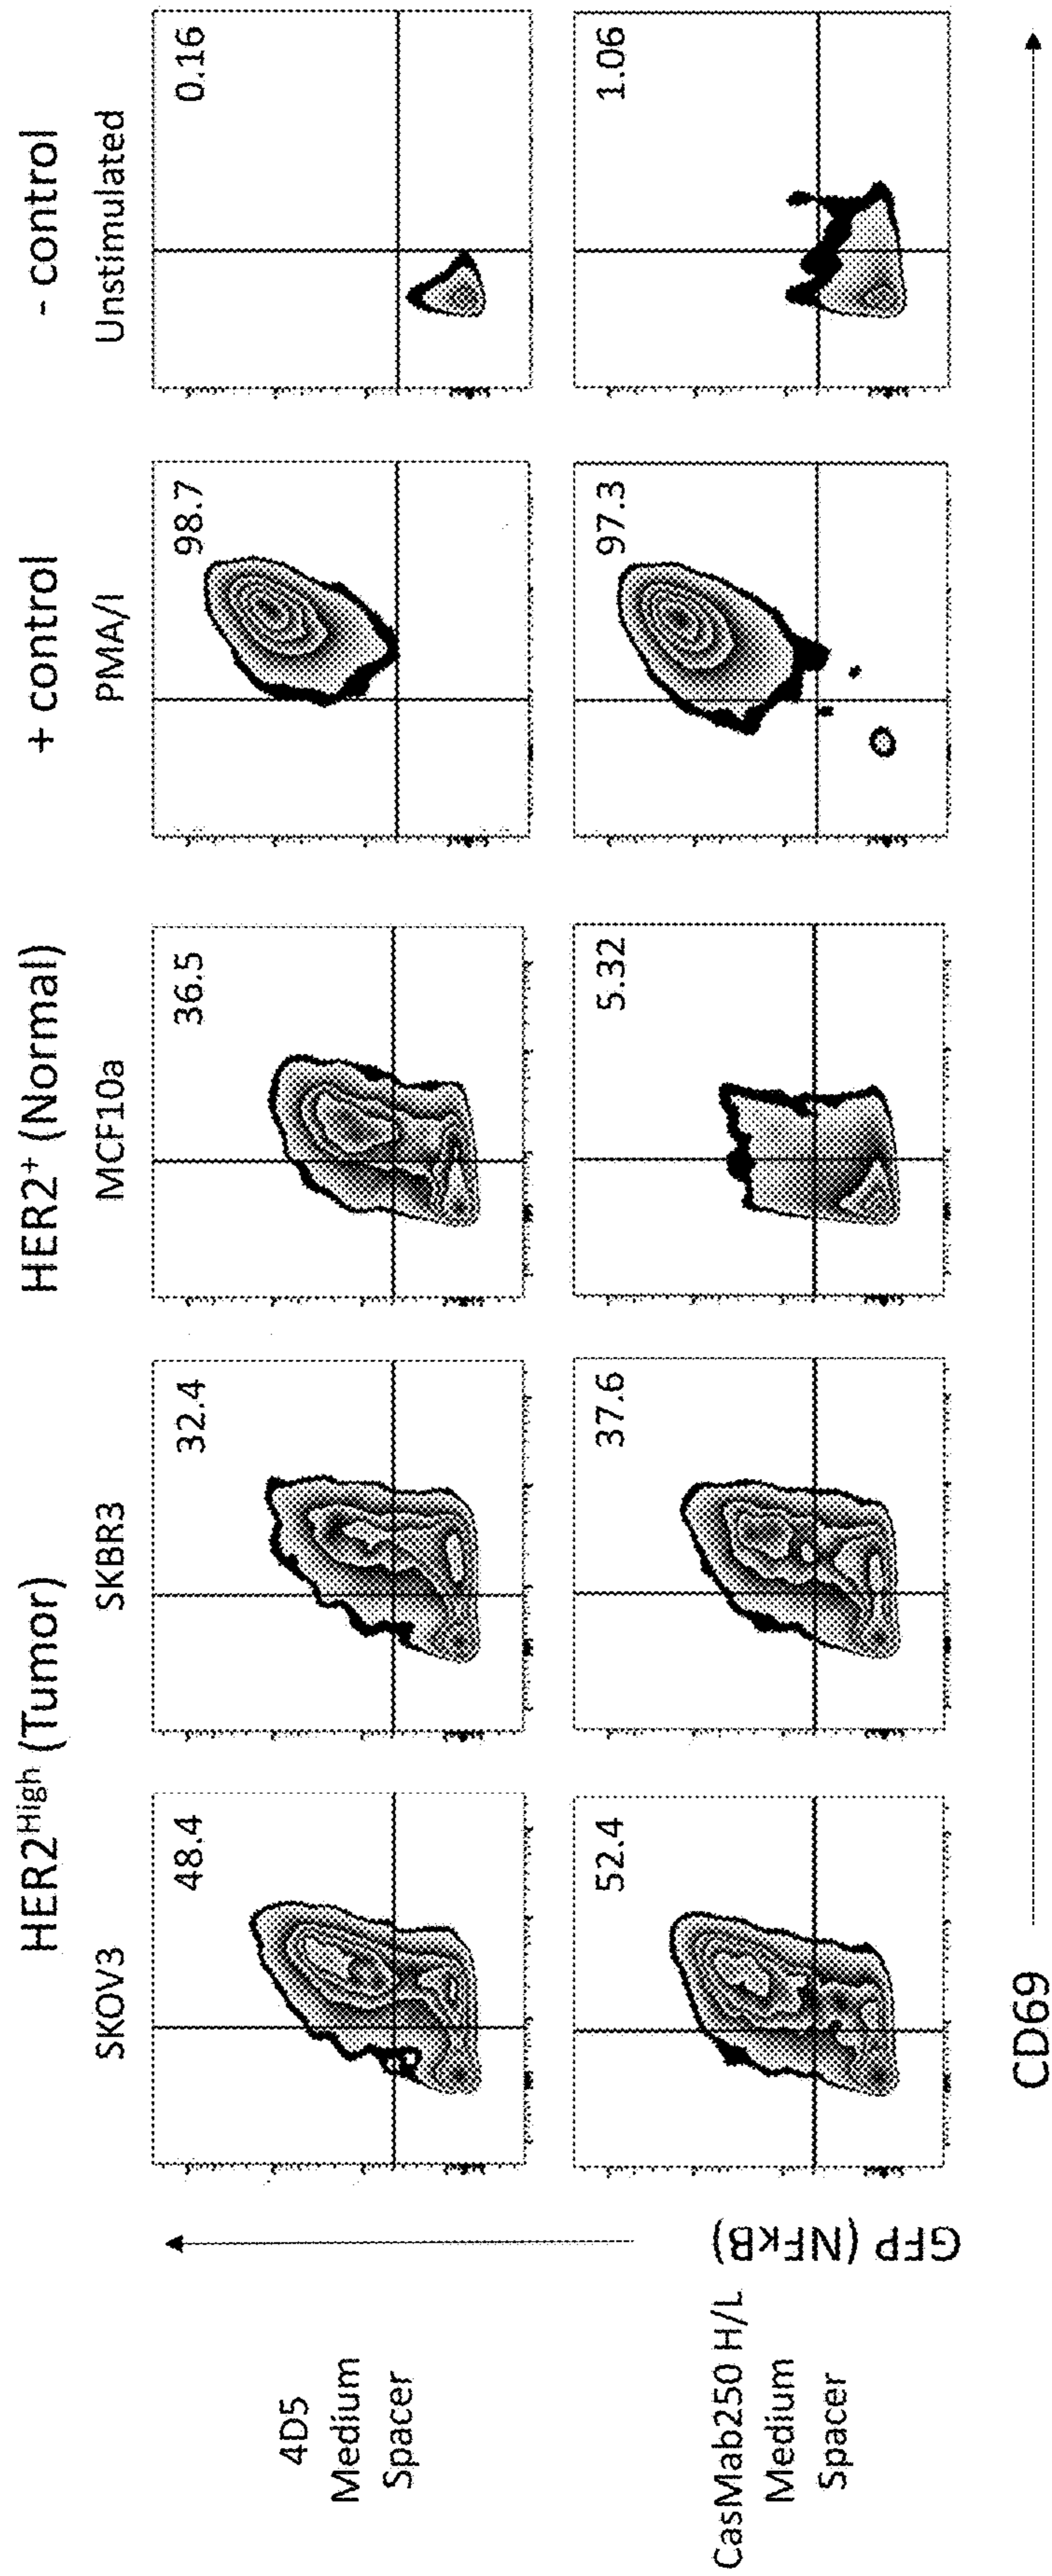 HER2High (Tumor)
HER2+ (Normal)
+ control
- control
SKOV3
SKBR3
MCF10a
PMA/I
Unstimulated
4D5
Medium
Spacer
48.4
32.4
36.5
98.7
0.16
CasMab250 H/L
Medium
Spacer
52.4
37.6
5.32
97.3
1.06
GFP (NFκB)
CD69